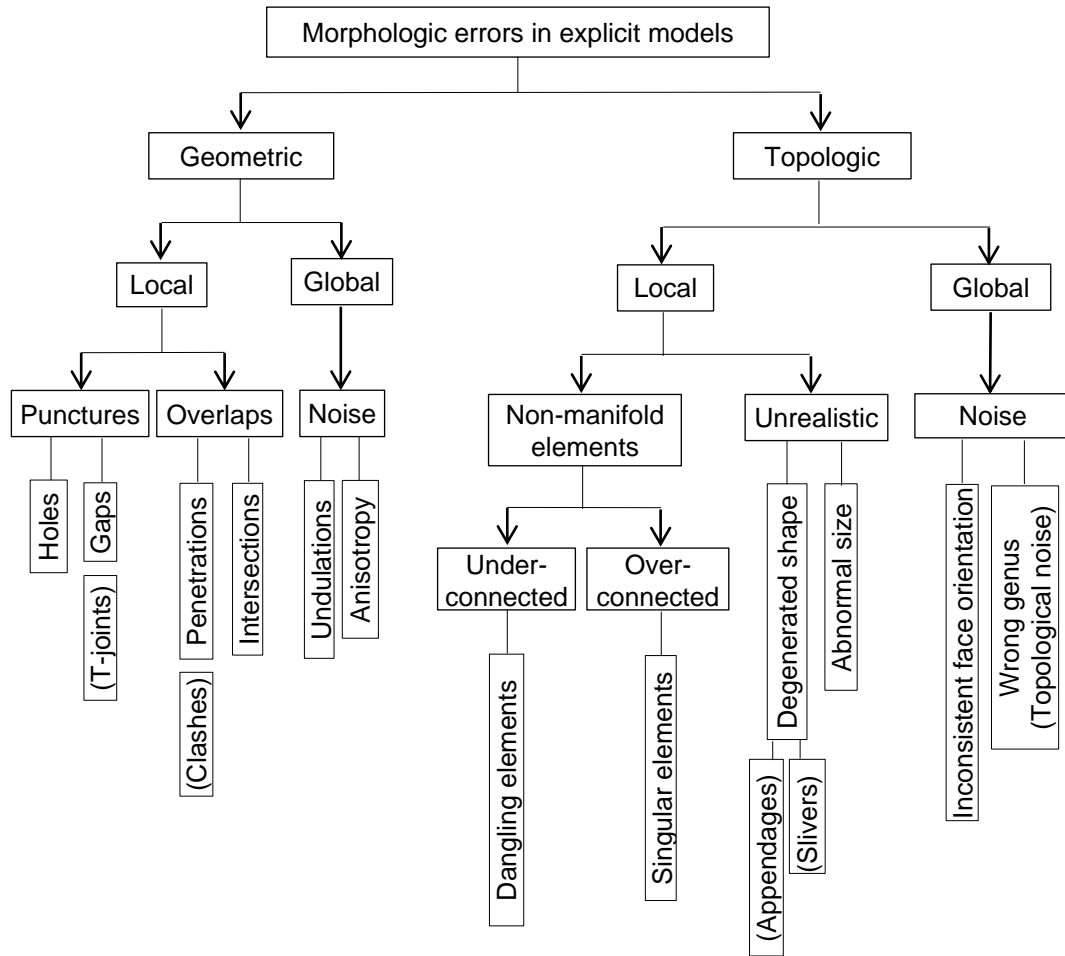 Morphologic errors in explicit models
Geometric
Topologic
Local
Global
Local
Global
Punctures
Overlaps
Noise
Non-manifold
elements
Unrealistic
Noise
Holes
Gaps
(T-joints)
Penetrations
(Clashes)
Intersections
Undulations
Anisotropy
Under-
connected
Over-
connected
Dangling elements
Singular elements
Degenerated shape
(Appendages)
(Slivers)
Abnormal size
Inconsistent face orientation
Wrong genus
(Topological noise)